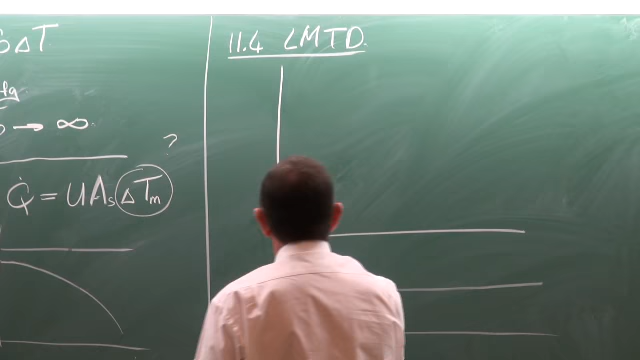 ΔT
→ ∞
?
Q̇ = UAs ΔTm
11.4 LMTD.